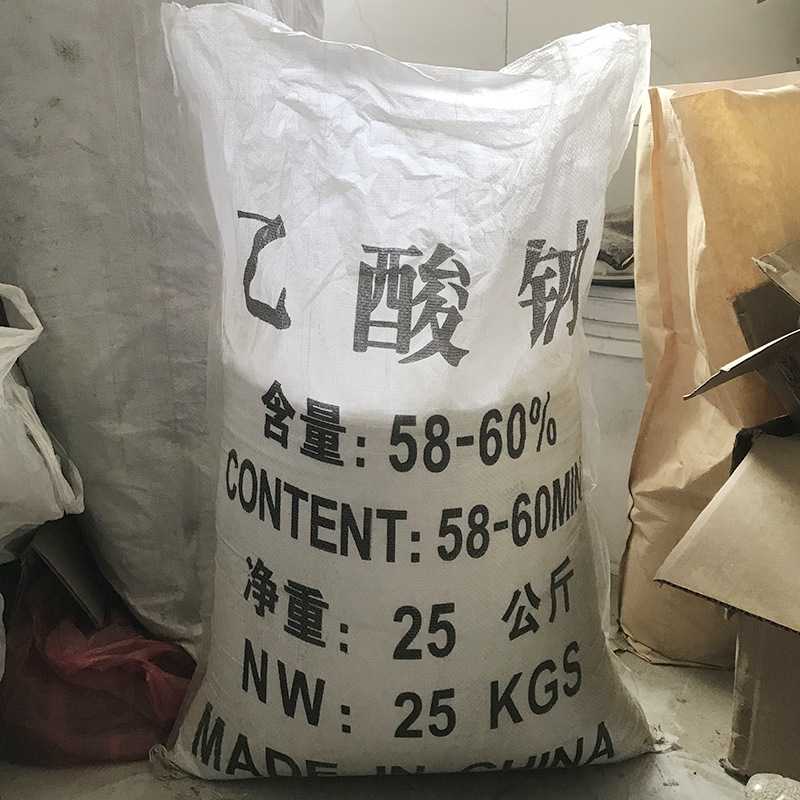 乙酸钠
含量: 58-60%
CONTENT: 58-60MIN
净重: 25 公斤
NW: 25 KGS
MADE IN CHINA